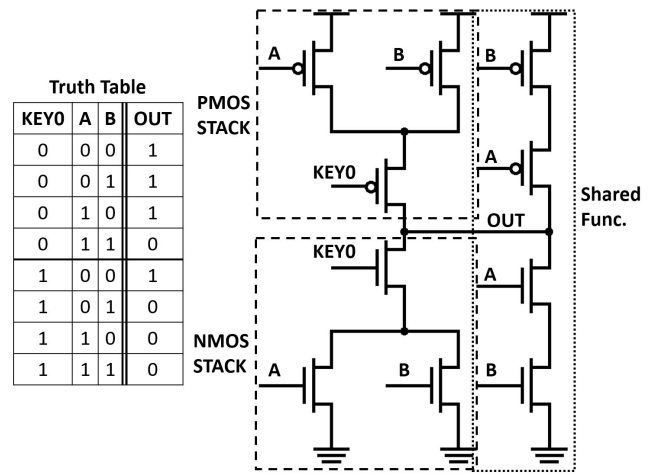 Truth Table
KEY0 A B OUT
0 0 0 1
0 0 1 1
0 1 0 1
0 1 1 0
1 0 0 1
1 0 1 0
1 1 0 0
1 1 1 0
PMOS
STACK
A
B
B
KEY0
A
OUT
Shared
Func.
KEY0
A
NMOS
STACK
A
B
B